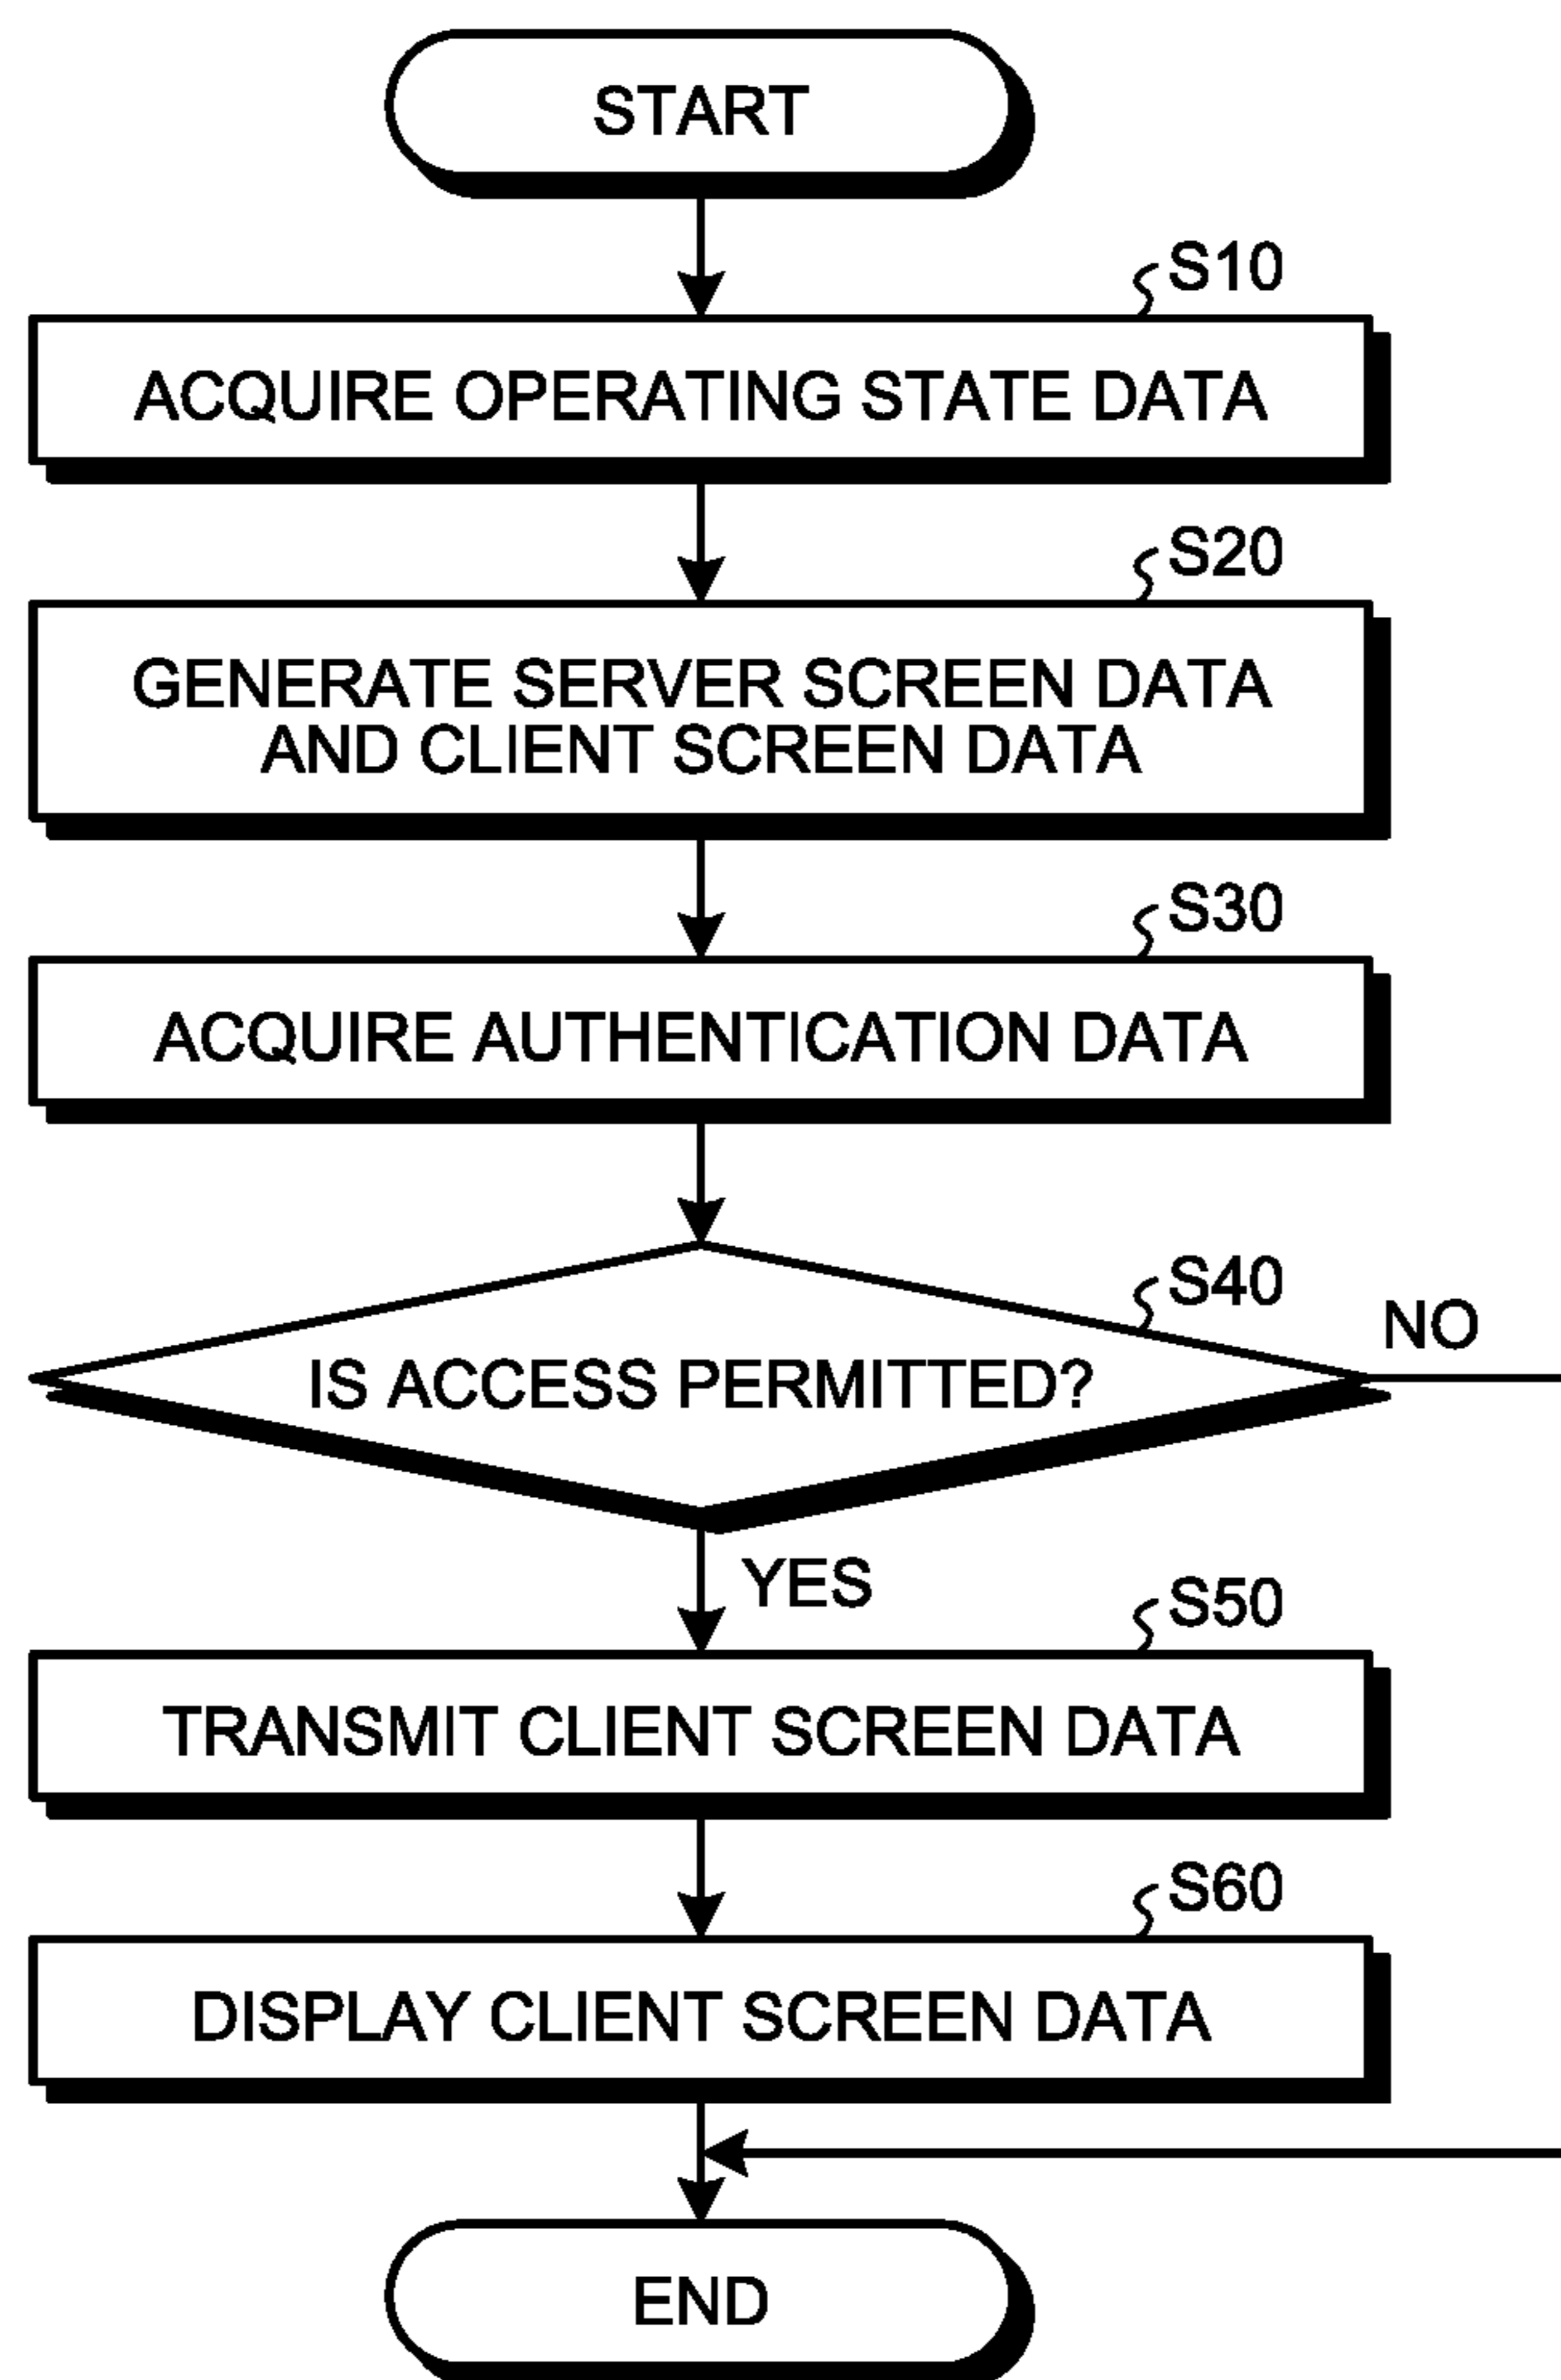 START
S10
ACQUIRE OPERATING STATE DATA
S20
GENERATE SERVER SCREEN DATA
AND CLIENT SCREEN DATA
S30
ACQUIRE AUTHENTICATION DATA
S40
NO
IS ACCESS PERMITTED?
YES
S50
TRANSMIT CLIENT SCREEN DATA
S60
DISPLAY CLIENT SCREEN DATA
END